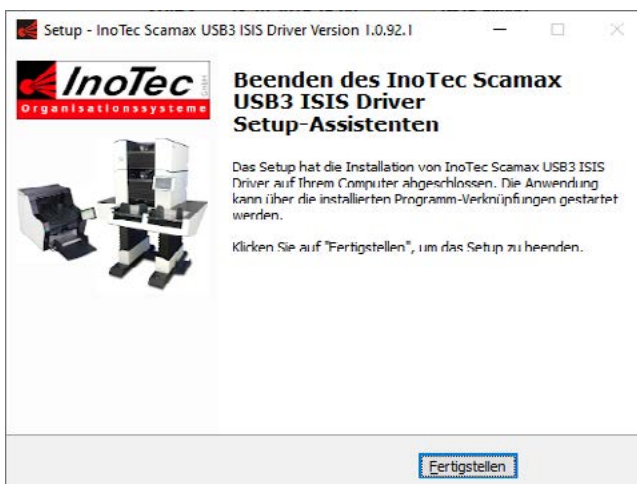 Setup - InoTec Scamax USB3 ISIS Driver Version 1.0.92.1
InoTec GmbH
Organisationssysteme
Beenden des InoTec Scamax
USB3 ISIS Driver
Setup-Assistenten
Das Setup hat die Installation von InoTec Scamax USB3 ISIS
Driver auf Ihrem Computer abgeschlossen. Die Anwendung
kann über die installierten Programm-Verknüpfungen gestartet
werden.
Klicken Sie auf "Fertigstellen", um das Setup zu beenden.
Fertigstellen